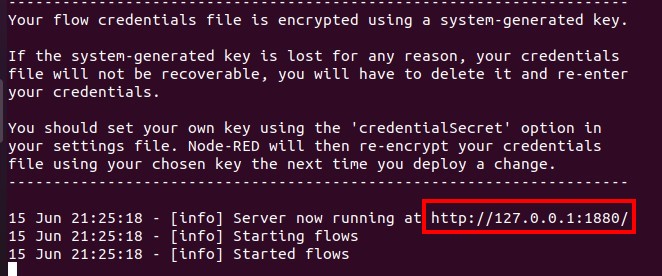 --------------------------------------------------------------------
Your flow credentials file is encrypted using a system-generated key.
If the system-generated key is lost for any reason, your credentials
file will not be recoverable, you will have to delete it and re-enter
your credentials.
You should set your own key using the 'credentialSecret' option in
your settings file. Node-RED will then re-encrypt your credentials
file using your chosen key the next time you deploy a change.
--------------------------------------------------------------------
15 Jun 21:25:18 - [info] Server now running at http://127.0.0.1:1880/
15 Jun 21:25:18 - [info] Starting flows
15 Jun 21:25:18 - [info] Started flows